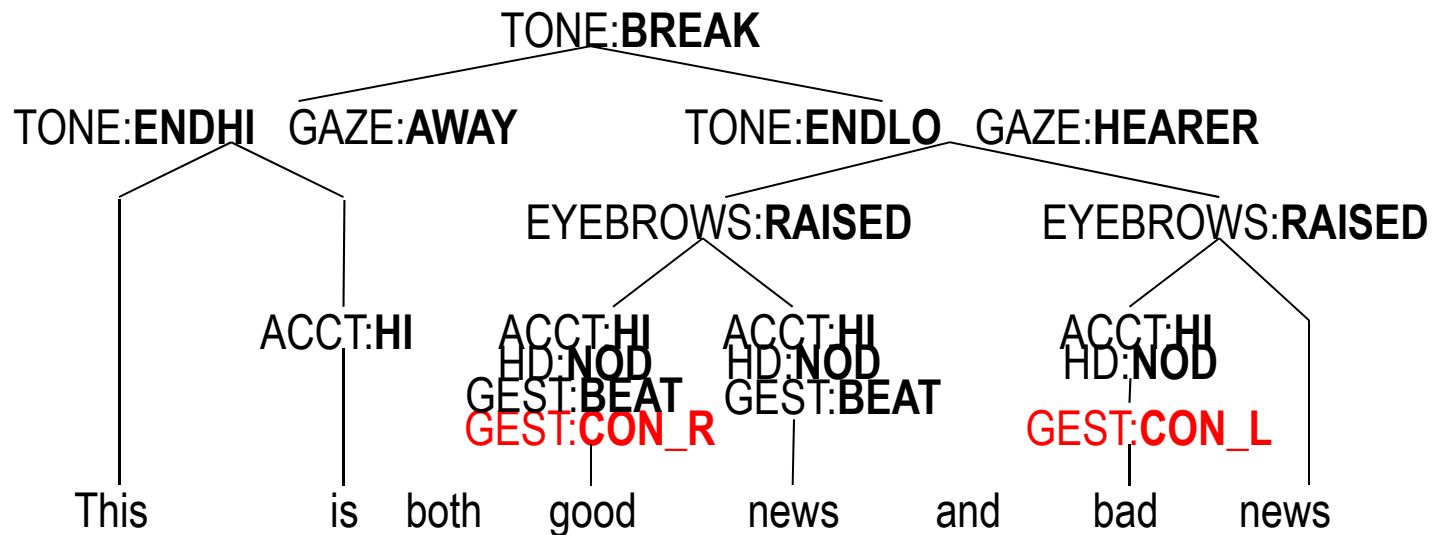 TONE:BREAK
TONE:ENDHI GAZE:AWAY TONE:ENDLO GAZE:HEARER
EYEBROWS:RAISED EYEBROWS:RAISED
ACCT:HI ACCT:HI ACCT:HI ACCT:HI
HD:NOD HD:NOD HD:NOD
GEST:BEAT GEST:BEAT
GEST:CON_R GEST:CON_L
This is both good news and bad news